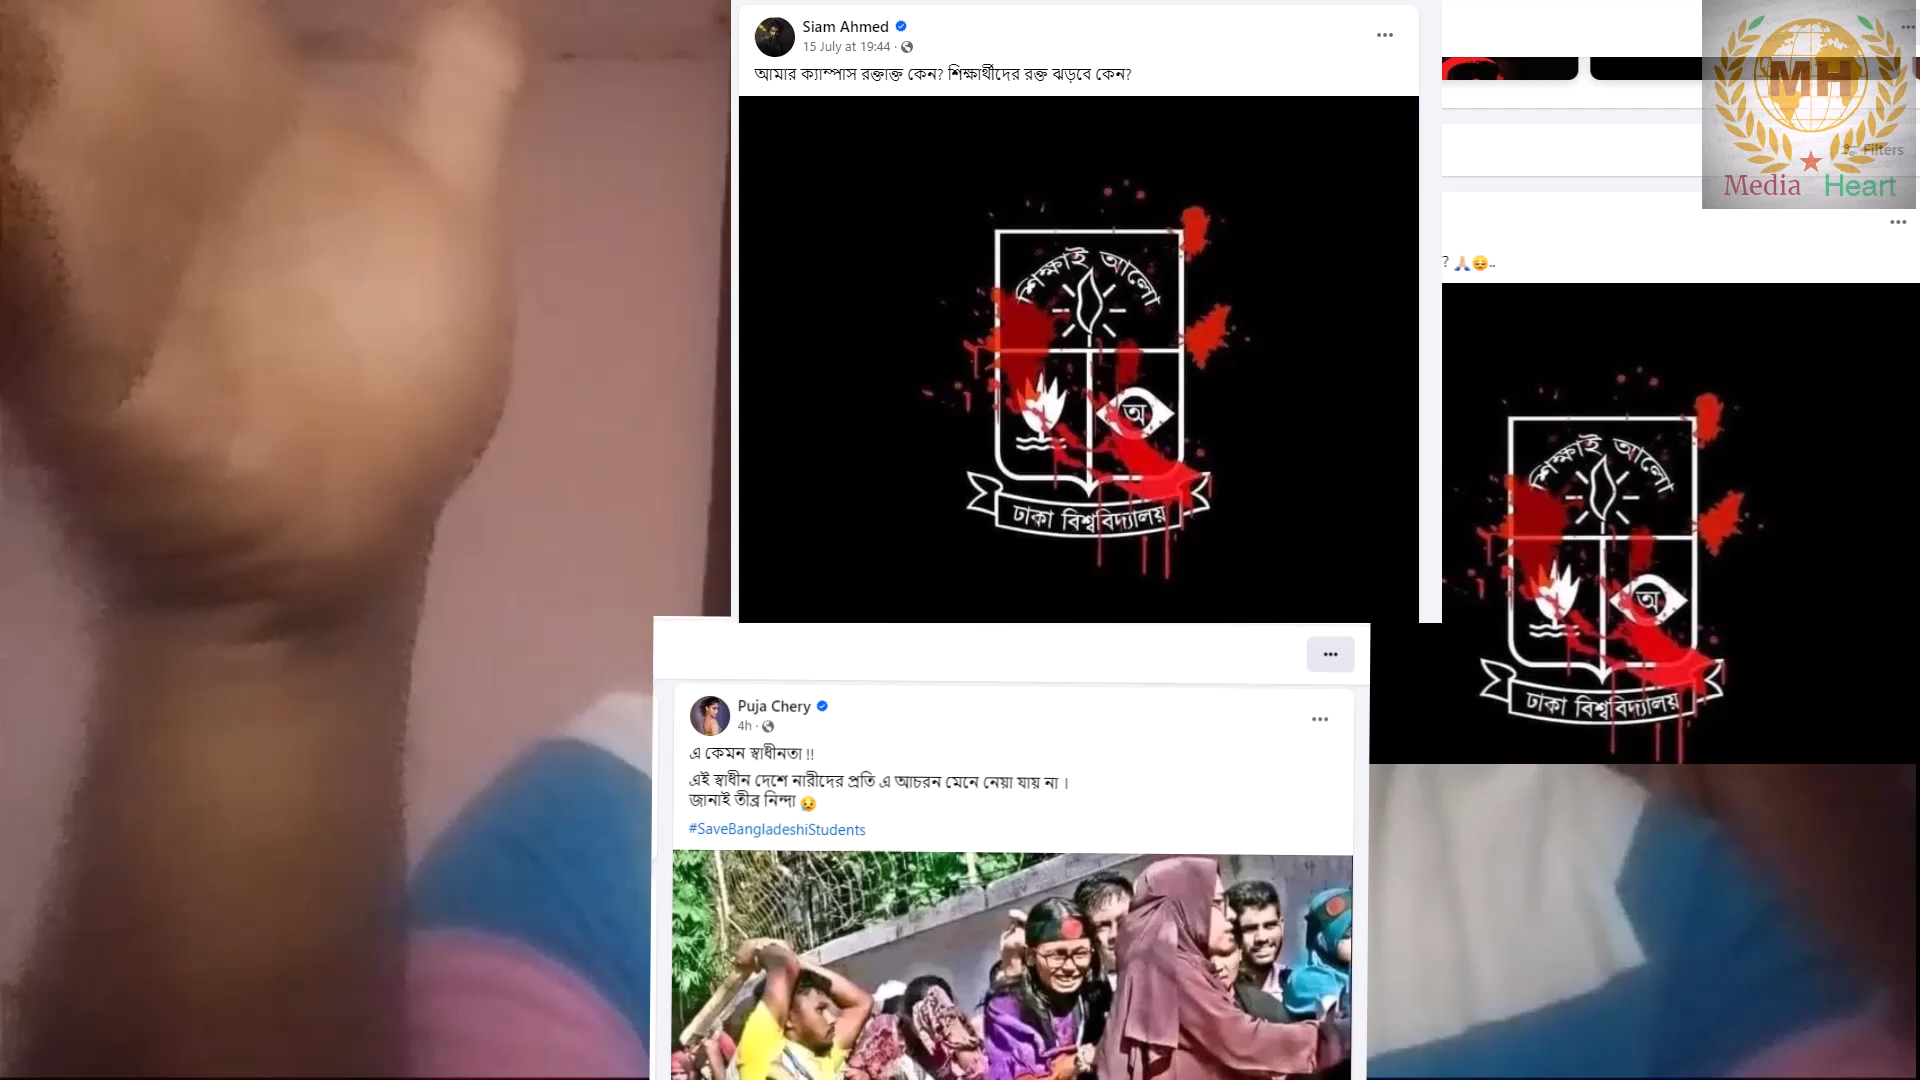 Siam Ahmed
15 July at 19:44 ·
আমার ক্যাম্পাস রক্তাক্ত কেন? শিক্ষার্থীদের রক্ত ঝড়বে কেন?
শিক্ষাই আলো
অ
ঢাকা বিশ্ববিদ্যালয়
MH
Filters
Media Heart
? 🙏😔..
শিক্ষাই আলো
অ
ঢাকা বিশ্ববিদ্যালয়
Puja Chery
4h ·
এ কেমন স্বাধীনতা !!
এই স্বাধীন দেশে নারীদের প্রতি এ আচরন মেনে নেয়া যায় না ।
জানাই তীব্র নিন্দা 😢
#SaveBangladeshiStudents